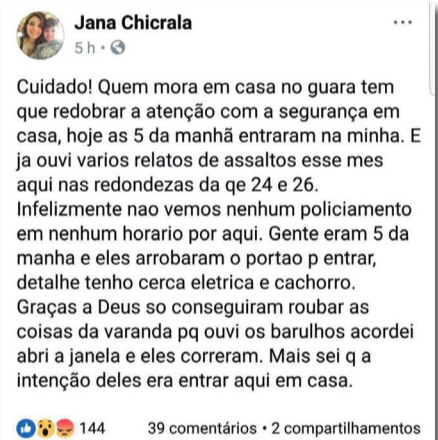 Jana Chicrala
5 h
Cuidado! Quem mora em casa no guara tem
que redobrar a atenção com a segurança em
casa, hoje as 5 da manhã entraram na minha. E
ja ouvi varios relatos de assaltos esse mes
aqui nas redondezas da qe 24 e 26.
Infelizmente nao vemos nenhum policiamento
em nenhum horario por aqui. Gente eram 5 da
manha e eles arrobaram o portao p entrar,
detalhe tenho cerca eletrica e cachorro.
Graças a Deus so conseguiram roubar as
coisas da varanda pq ouvi os barulhos acordei
abri a janela e eles correram. Mais sei q a
intenção deles era entrar aqui em casa.
144 39 comentários • 2 compartilhamentos